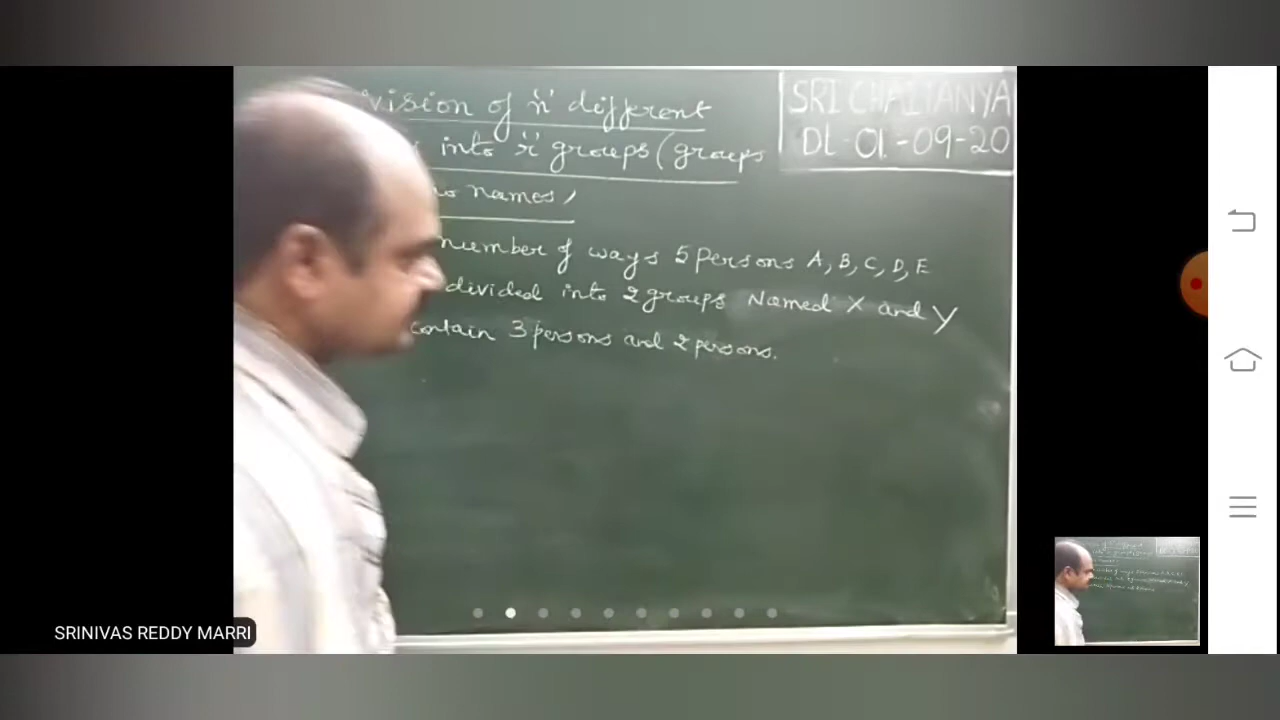 vision of 'n' different
into 'r' groups (groups
no names)
number of ways 5 persons A, B, C, D, E
divided into 2 groups Named X and Y
contain 3 persons and 2 persons.
SRI CHAITANYA
DL-01-09-20
SRINIVAS REDDY MARRI